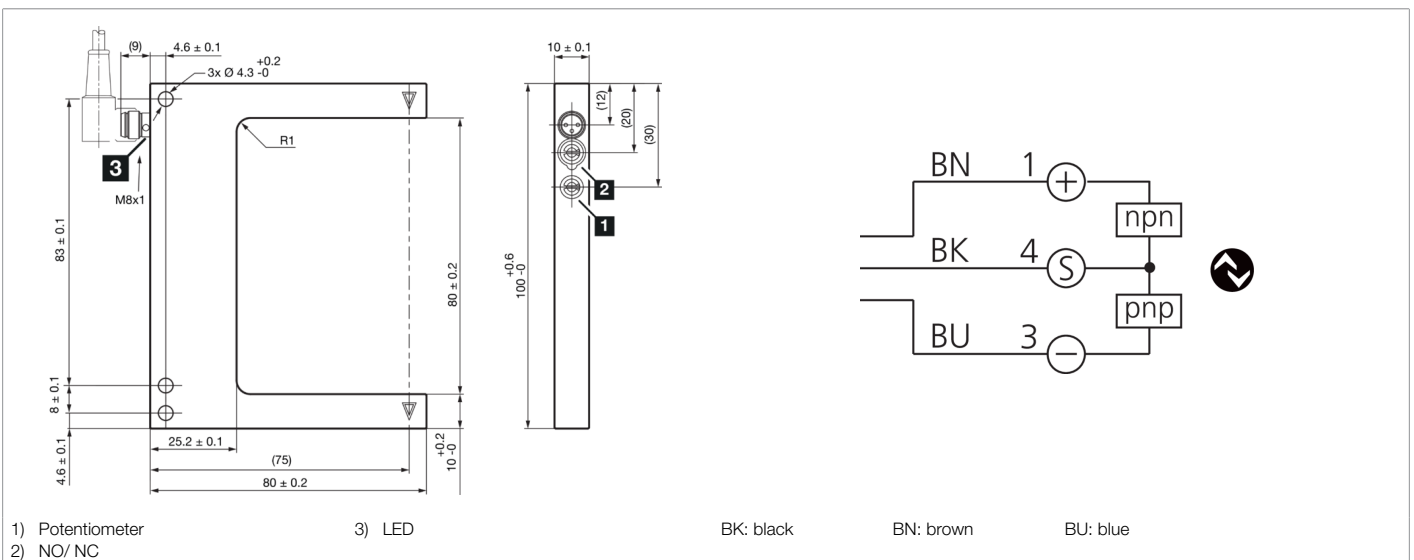 (9)
4.6 ± 0.1
3x Ø 4.3 +0.2 -0
R1
3
M8x1
83 ± 0.1
8 ± 0.1
4.6 ± 0.1
25.2 ± 0.1
(75)
80 ± 0.2
80 ± 0.2
10 +0.2 -0
10 ± 0.1
(12)
(20)
(30)
2
1
100 +0.6 -0
BN 1 +
npn
BK 4 S
pnp
BU 3 −
1) Potentiometer 3) LED BK: black BN: brown BU: blue
2) NO/ NC